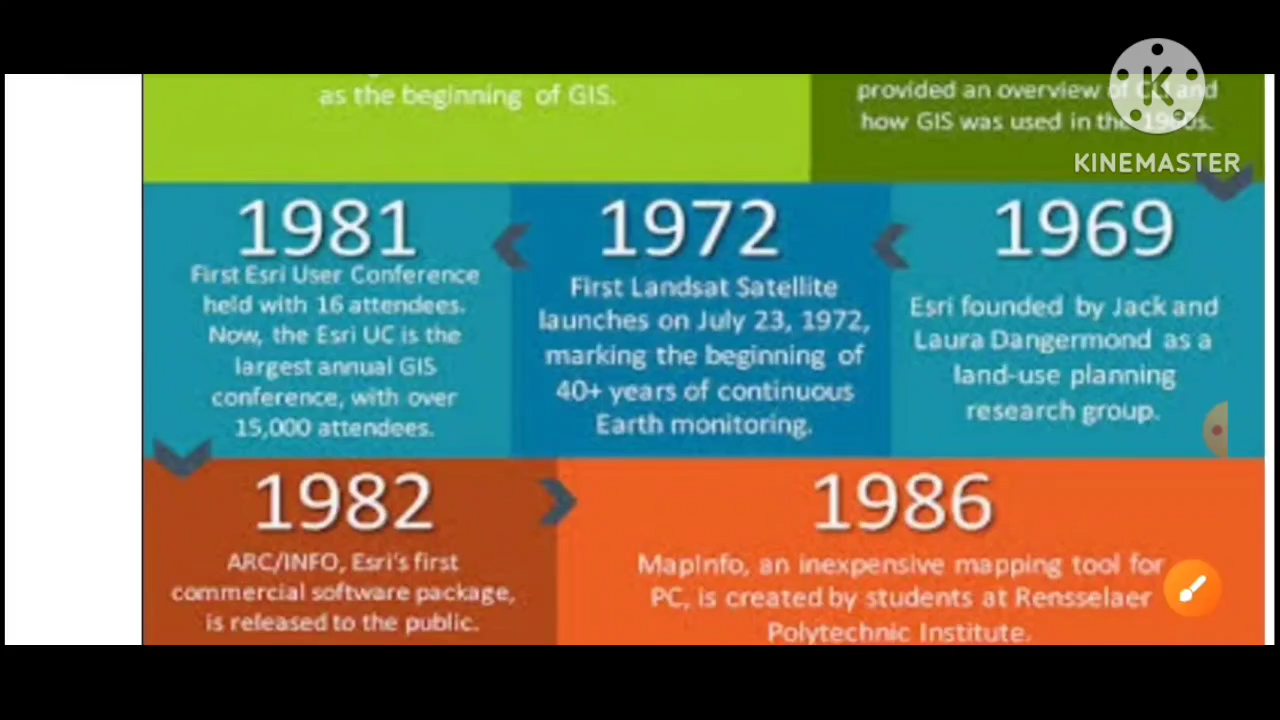 as the beginning of GIS.
provided an overview of CLI and
how GIS was used in the 1960s.
KINEMASTER
1981
First Esri User Conference
held with 16 attendees.
Now, the Esri UC is the
largest annual GIS
conference, with over
15,000 attendees.
1972
First Landsat Satellite
launches on July 23, 1972,
marking the beginning of
40+ years of continuous
Earth monitoring.
1969
Esri founded by Jack and
Laura Dangermond as a
land-use planning
research group.
1982
ARC/INFO, Esri's first
commercial software package,
is released to the public.
1986
MapInfo, an inexpensive mapping tool for
PC, is created by students at Rensselaer
Polytechnic Institute.